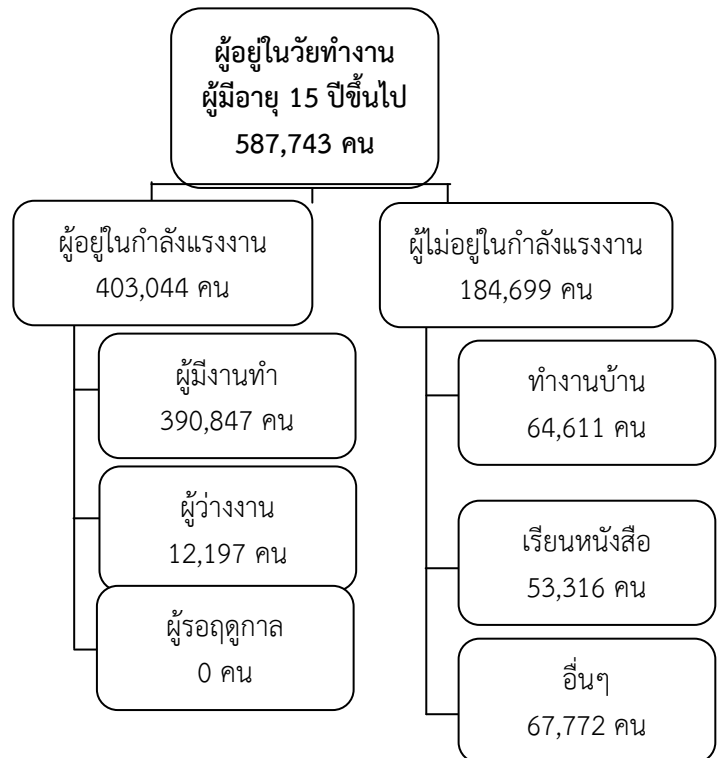 ผู้อยู่ในวัยทำงาน
ผู้มีอายุ 15 ปีขึ้นไป
587,743 คน
ผู้อยู่ในกำลังแรงงาน
403,044 คน
ผู้มีงานทำ
390,847 คน
ผู้ว่างงาน
12,197 คน
ผู้รอฤดูกาล
0 คน
ผู้ไม่อยู่ในกำลังแรงงาน
184,699 คน
ทำงานบ้าน
64,611 คน
เรียนหนังสือ
53,316 คน
อื่นๆ
67,772 คน